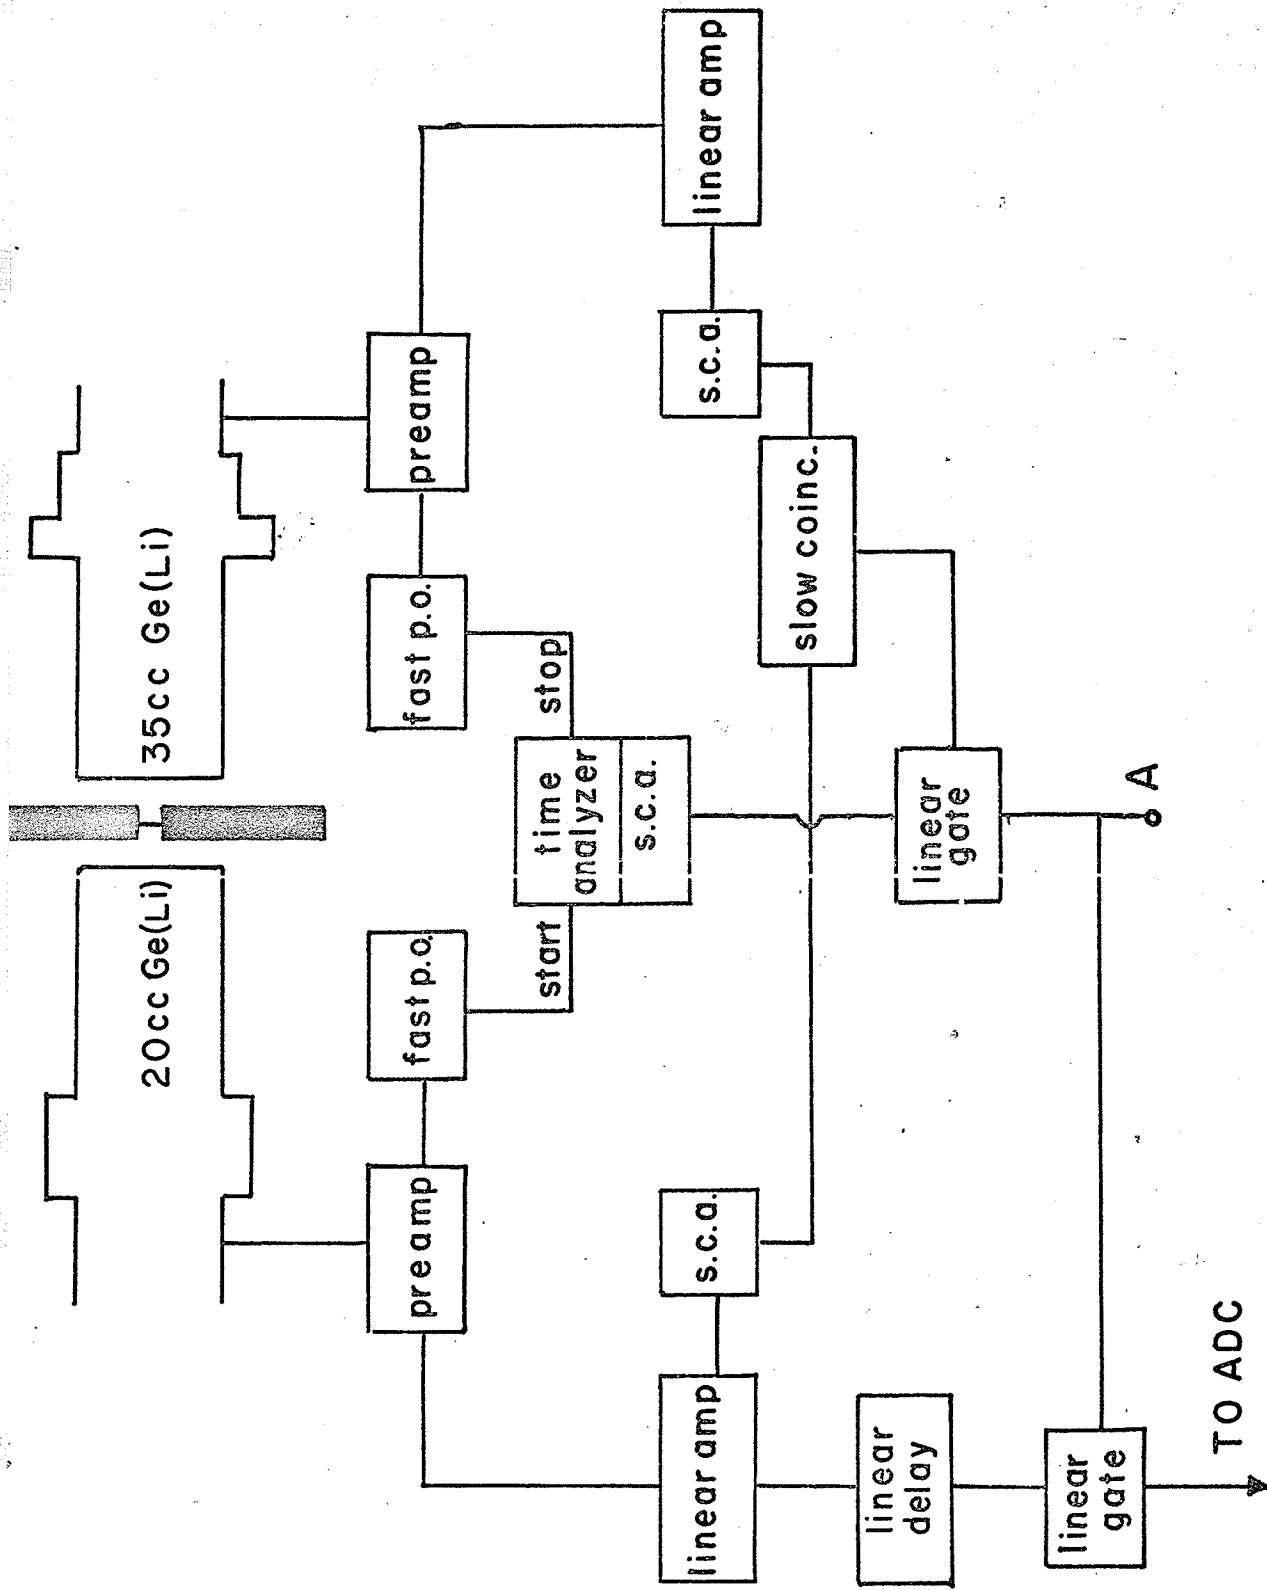 20cc Ge(Li)
35cc Ge(Li)
preamp
fast p.o.
fast p.o.
preamp
start
time
analyzer
stop
s.c.a.
linear amp
s.c.a.
s.c.a.
linear amp
slow coinc.
linear
delay
linear
gate
linear
gate
A
TO ADC